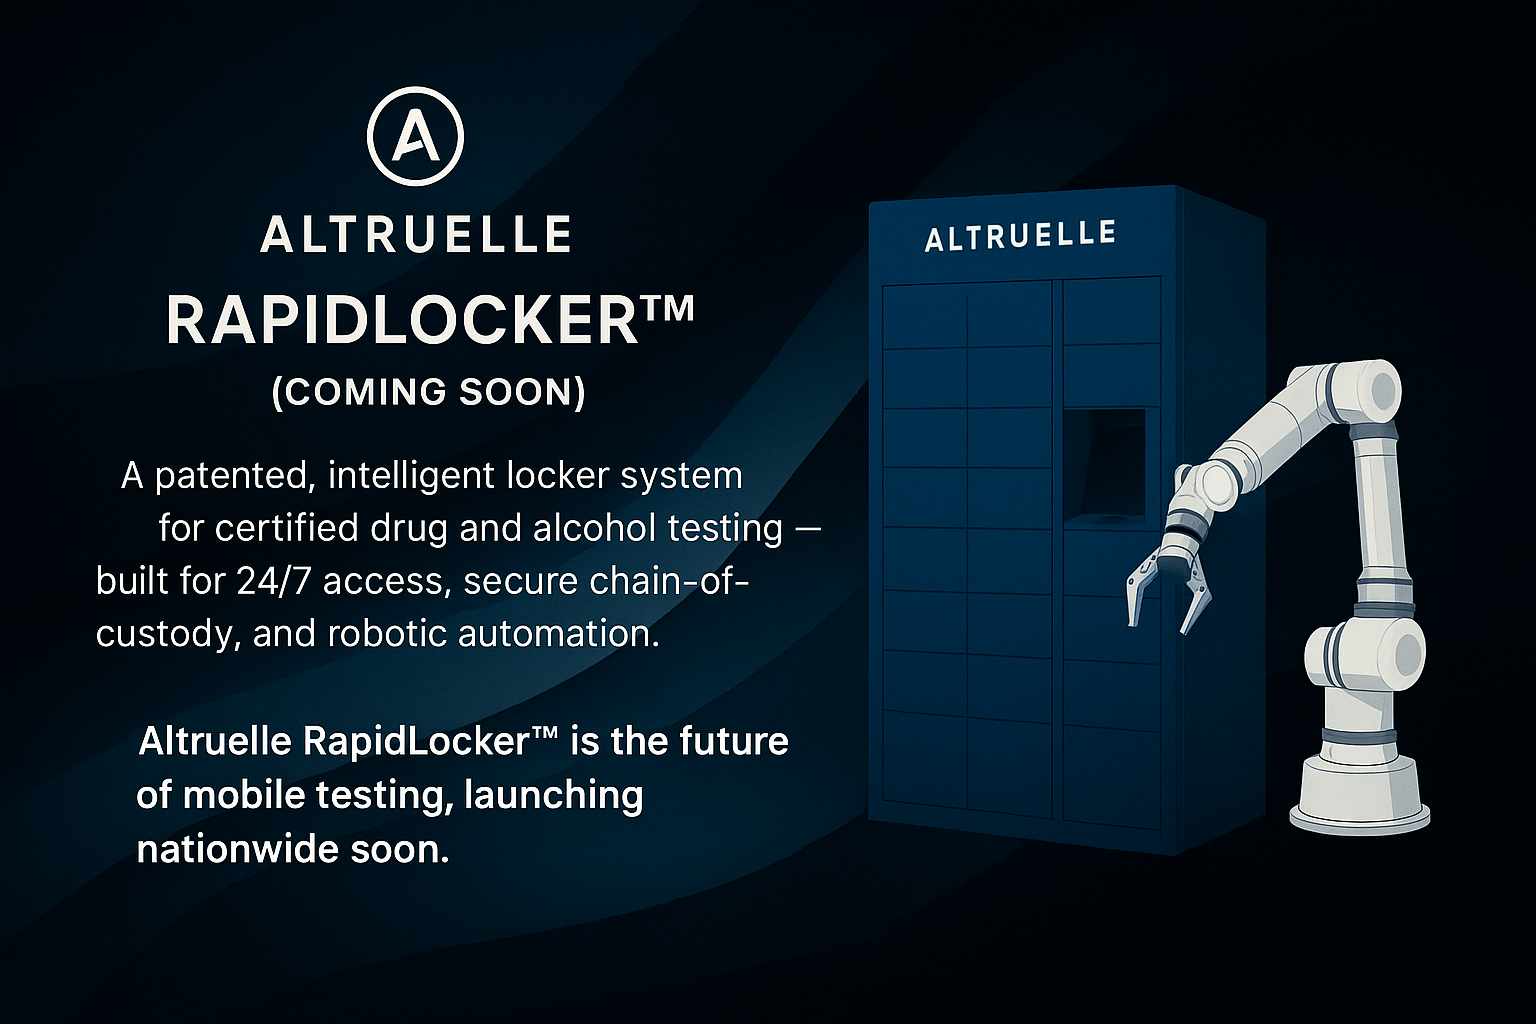 A
ALTRUELLE
RAPIDLOCKER™
(COMING SOON)
A patented, intelligent locker system
for certified drug and alcohol testing —
built for 24/7 access, secure chain-of-
custody, and robotic automation.
Altruelle RapidLocker™ is the future
of mobile testing, launching
nationwide soon.
ALTRUELLE